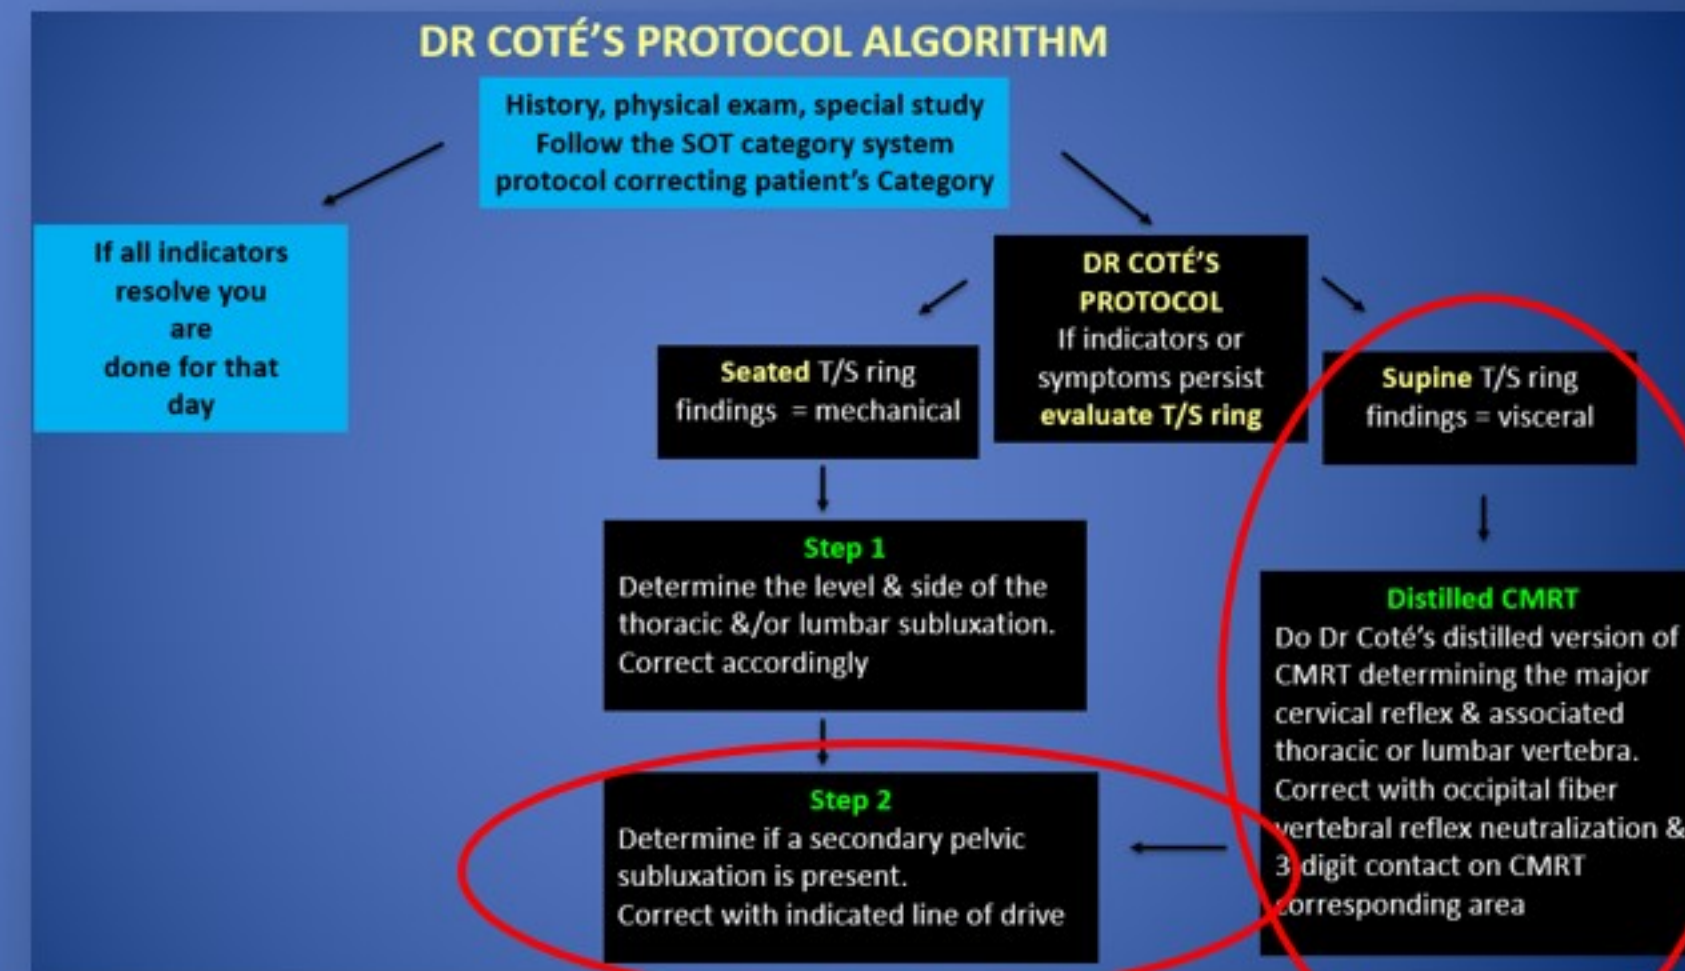 DR COTÉ'S PROTOCOL ALGORITHM
History, physical exam, special study
Follow the SOT category system
protocol correcting patient's Category
If all indicators
resolve you
are
done for that
day
DR COTÉ'S
PROTOCOL
If indicators or
symptoms persist
evaluate T/S ring
Seated T/S ring
findings = mechanical
Supine T/S ring
findings = visceral
Step 1
Determine the level & side of the
thoracic &/or lumbar subluxation.
Correct accordingly
Distilled CMRT
Do Dr Coté's distilled version of
CMRT determining the major
cervical reflex & associated
thoracic or lumbar vertebra.
Correct with occipital fiber
vertebral reflex neutralization &
3 digit contact on CMRT
corresponding area
Step 2
Determine if a secondary pelvic
subluxation is present.
Correct with indicated line of drive